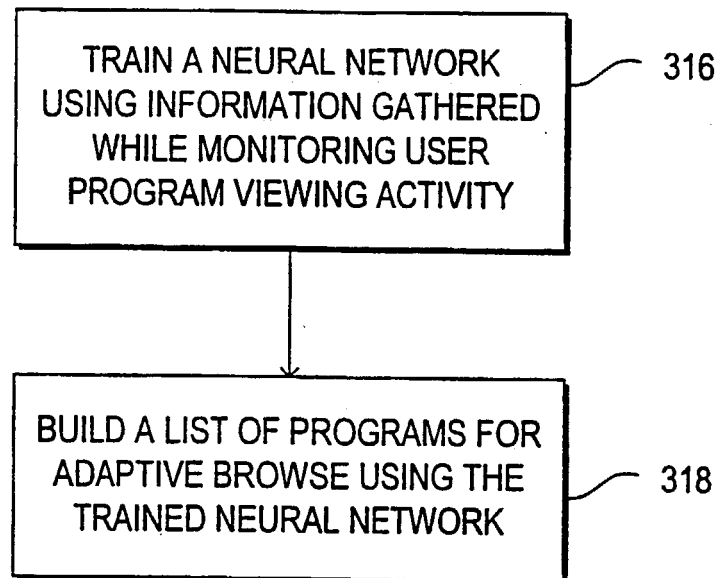 TRAIN A NEURAL NETWORK
USING INFORMATION GATHERED
WHILE MONITORING USER
PROGRAM VIEWING ACTIVITY
316
BUILD A LIST OF PROGRAMS FOR
ADAPTIVE BROWSE USING THE
TRAINED NEURAL NETWORK
318